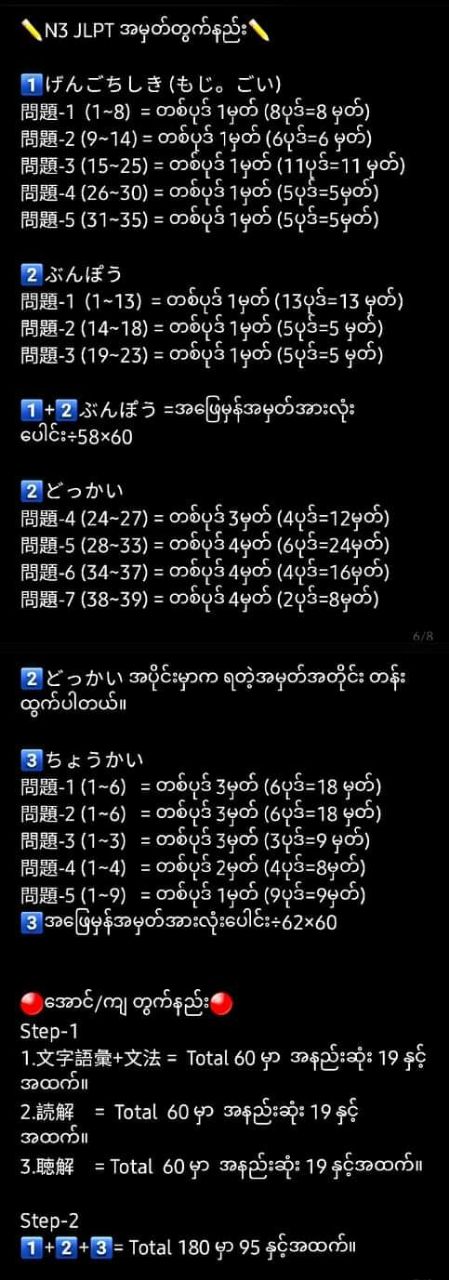 ✏️N3 JLPT အမှတ်တွက်နည်း✏️
1️⃣げんごちしき (もじ。ごい)
問題-1 (1~8) = တစ်ပုဒ် 1မှတ် (8ပုဒ်=8 မှတ်)
問題-2 (9~14) = တစ်ပုဒ် 1မှတ် (6ပုဒ်=6 မှတ်)
問題-3 (15~25) = တစ်ပုဒ် 1မှတ် (11ပုဒ်=11 မှတ်)
問題-4 (26~30) = တစ်ပုဒ် 1မှတ် (5ပုဒ်=5မှတ်)
問題-5 (31~35) = တစ်ပုဒ် 1မှတ် (5ပုဒ်=5မှတ်)
2️⃣ぶんぽう
問題-1 (1~13) = တစ်ပုဒ် 1မှတ် (13ပုဒ်=13 မှတ်)
問題-2 (14~18) = တစ်ပုဒ် 1မှတ် (5ပုဒ်=5 မှတ်)
問題-3 (19~23) = တစ်ပုဒ် 1မှတ် (5ပုဒ်=5 မှတ်)
1️⃣+2️⃣ぶんぽう =အဖြေမှန်အမှတ်အားလုံး
ပေါင်း÷58×60
2️⃣どっかい
問題-4 (24~27) = တစ်ပုဒ် 3မှတ် (4ပုဒ်=12မှတ်)
問題-5 (28~33) = တစ်ပုဒ် 4မှတ် (6ပုဒ်=24မှတ်)
問題-6 (34~37) = တစ်ပုဒ် 4မှတ် (4ပုဒ်=16မှတ်)
問題-7 (38~39) = တစ်ပုဒ် 4မှတ် (2ပုဒ်=8မှတ်)
6/8
2️⃣どっかい အပိုင်းမှာက ရတဲ့အမှတ်အတိုင်း တန်း
ထွက်ပါတယ်။
3️⃣ちょうかい
問題-1 (1~6) = တစ်ပုဒ် 3မှတ် (6ပုဒ်=18 မှတ်)
問題-2 (1~6) = တစ်ပုဒ် 3မှတ် (6ပုဒ်=18 မှတ်)
問題-3 (1~3) = တစ်ပုဒ် 3မှတ် (3ပုဒ်=9 မှတ်)
問題-4 (1~4) = တစ်ပုဒ် 2မှတ် (4ပုဒ်=8မှတ်)
問題-5 (1~9) = တစ်ပုဒ် 1မှတ် (9ပုဒ်=9မှတ်)
3️⃣အဖြေမှန်အမှတ်အားလုံးပေါင်း÷62×60
🔴အောင်/ကျ တွက်နည်း🔴
Step-1
1.文字語彙+文法 = Total 60 မှာ အနည်းဆုံး 19 နှင့်
အထက်။
2.読解 = Total 60 မှာ အနည်းဆုံး 19 နှင့်
အထက်။
3.聴解 = Total 60 မှာ အနည်းဆုံး 19 နှင့်အထက်။
Step-2
1️⃣+2️⃣+3️⃣= Total 180 မှာ 95 နှင့်အထက်။